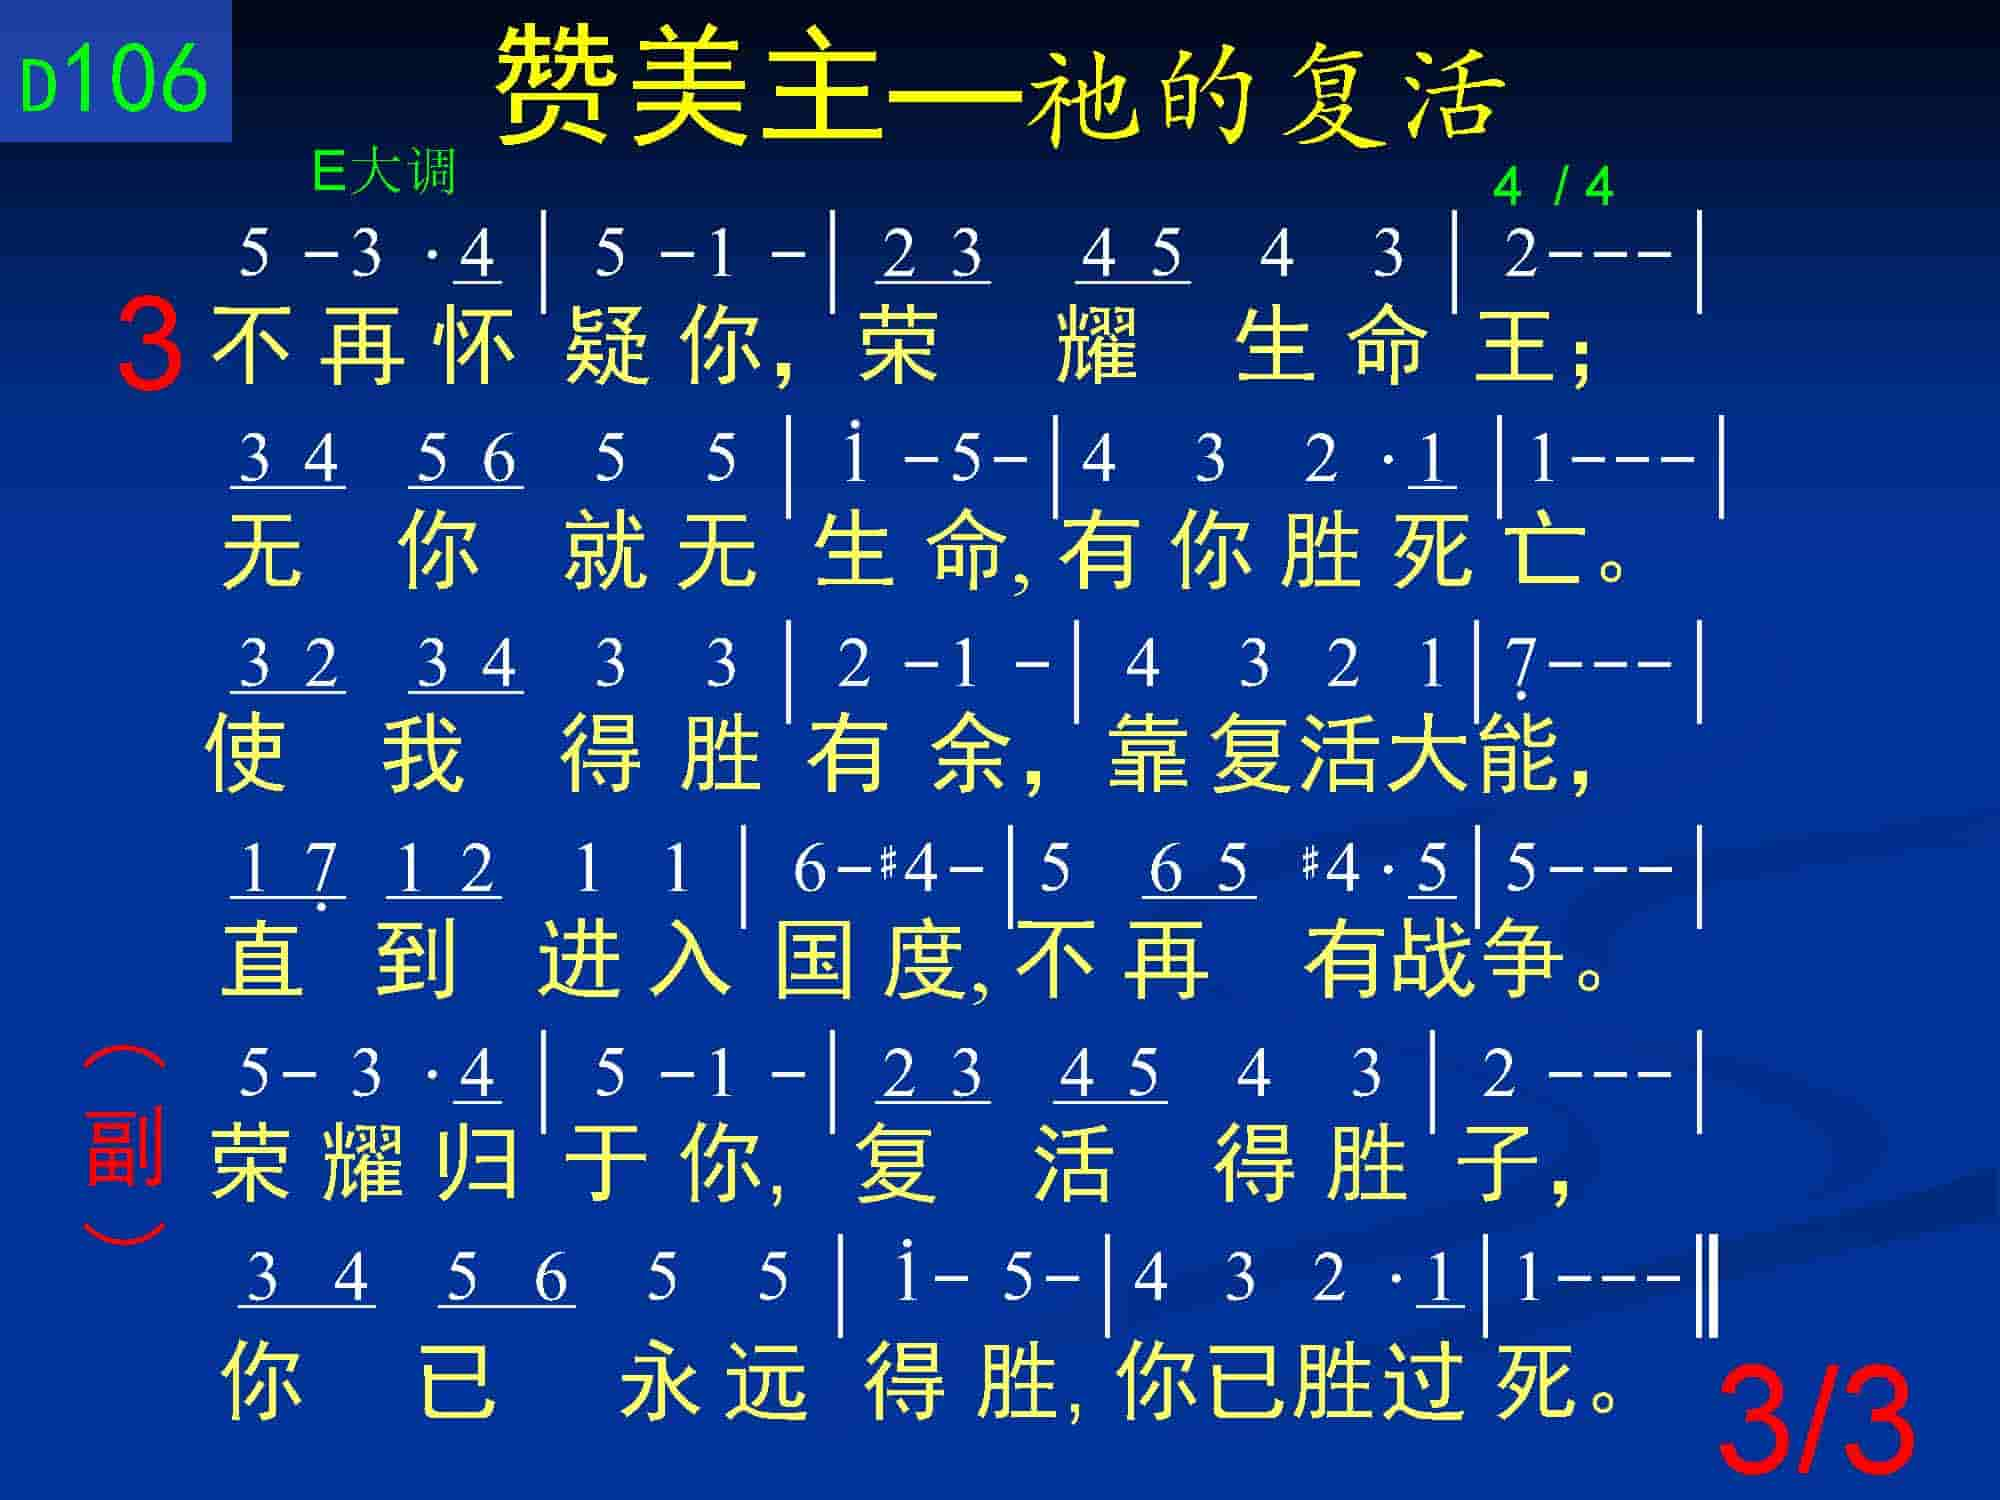 D106
赞美主—祂的复活
E大调 4 / 4
5 -3 ·4 | 5 -1 - | 2 3 4 5 4 3 | 2--- |
3 不再怀疑你，荣耀生命王；
3 4 5 6 5 5 | i -5- | 4 3 2 ·1 | 1--- |
无你就无生命,有你胜死亡。
3 2 3 4 3 3 | 2 -1 - | 4 3 2 1 | 7̣--- |
使我得胜有余，靠复活大能，
1 7̣ 1 2 1 1 | 6-#4- | 5 6 5 #4·5 | 5--- |
直到进入国度,不再有战争。
5- 3 ·4 | 5 -1 - | 2 3 4 5 4 3 | 2 --- |
（副） 荣耀归于你,复活得胜子，
3 4 5 6 5 5 | i- 5- | 4 3 2 ·1 | 1--- ‖
你已永远得胜,你已胜过死。
3/3